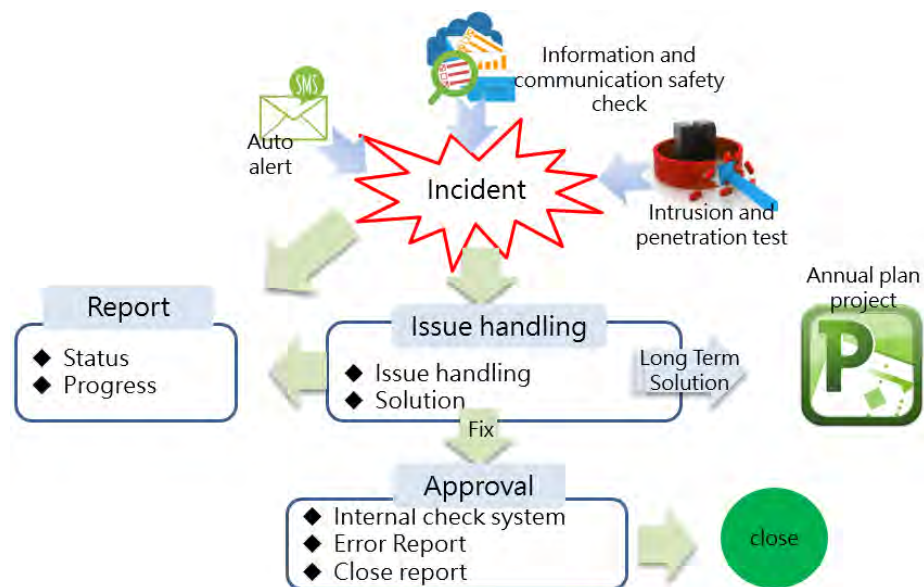 SMS
Information and
communication safety
check
Auto
alert
Incident
Intrusion and
penetration test
Annual plan
project
P
Report
◆ Status
◆ Progress
Issue handling
◆ Issue handling
◆ Solution
Long Term
Solution
Fix
Approval
◆ Internal check system
◆ Error Report
◆ Close report
close